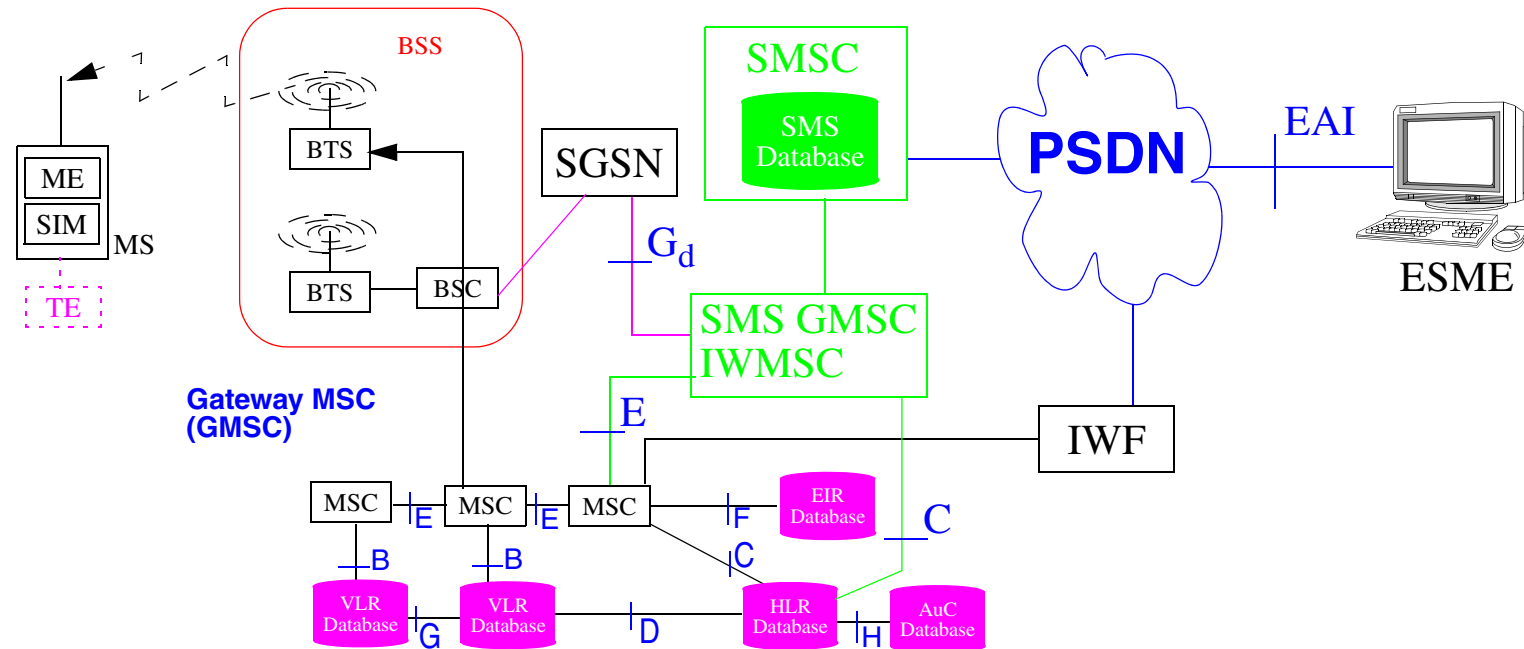 BSS
SMSC
SMS
Database
PSDN
EAI
ESME
BTS
ME
SIM
MS
TE
SGSN
G_d
BTS
BSC
SMS GMSC
IWMSC
Gateway MSC
(GMSC)
E
IWF
MSC
E
MSC
E
MSC
F
EIR
Database
C
B
B
C
VLR
Database
G
VLR
Database
D
HLR
Database
H
AuC
Database